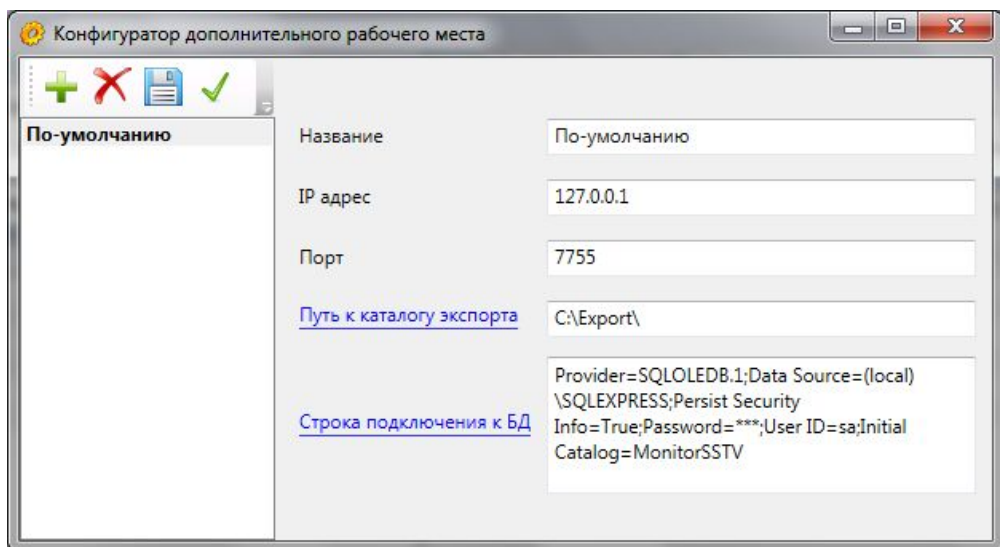 Конфигуратор дополнительного рабочего места
По-умолчанию
Название
По-умолчанию
IP адрес
127.0.0.1
Порт
7755
Путь к каталогу экспорта
C:\Export\
Строка подключения к БД
Provider=SQLOLEDB.1;Data Source=(local)
\SQLEXPRESS;Persist Security
Info=True;Password=***;User ID=sa;Initial
Catalog=MonitorSSTV